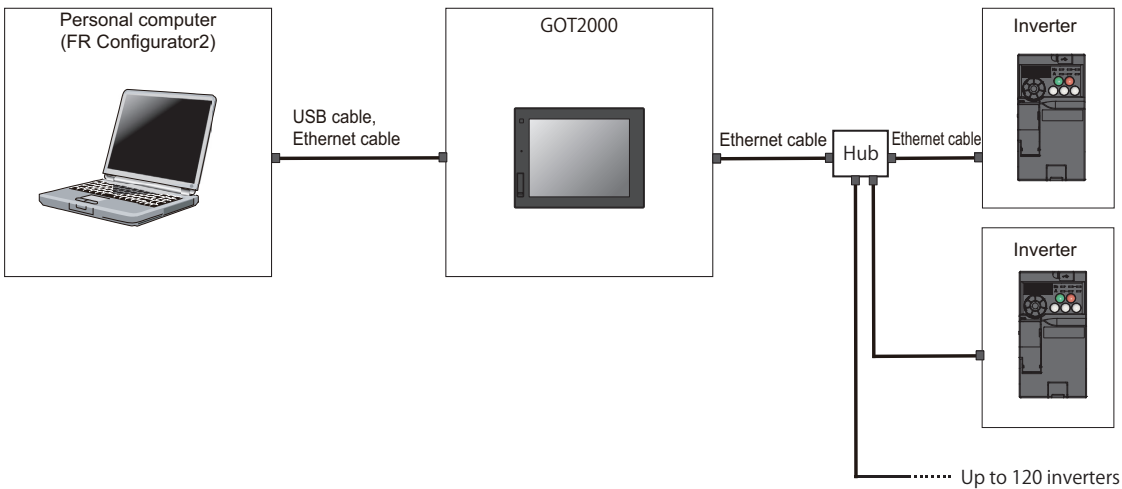 Personal computer
(FR Configurator2)
GOT2000
Inverter
USB cable,
Ethernet cable
Ethernet cable
Hub
Ethernet cable
Inverter
Up to 120 inverters